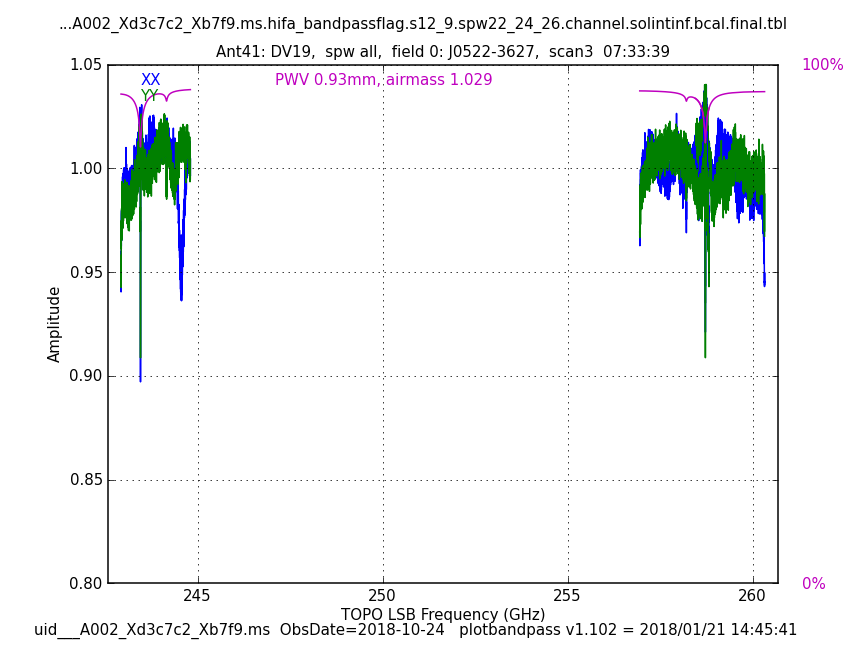 ...A002_Xd3c7c2_Xb7f9.ms.hifa_bandpassflag.s12_9.spw22_24_26.channel.solintinf.bcal.final.tbl
Ant41: DV19, spw all, field 0: J0522-3627, scan3 07:33:39
1.05
100%
XX
PWV 0.93mm, airmass 1.029
YY
1.00
0.95
Amplitude
0.90
0.85
0.80
0%
245
250
255
260
TOPO LSB Frequency (GHz)
uid___A002_Xd3c7c2_Xb7f9.ms ObsDate=2018-10-24 plotbandpass v1.102 = 2018/01/21 14:45:41